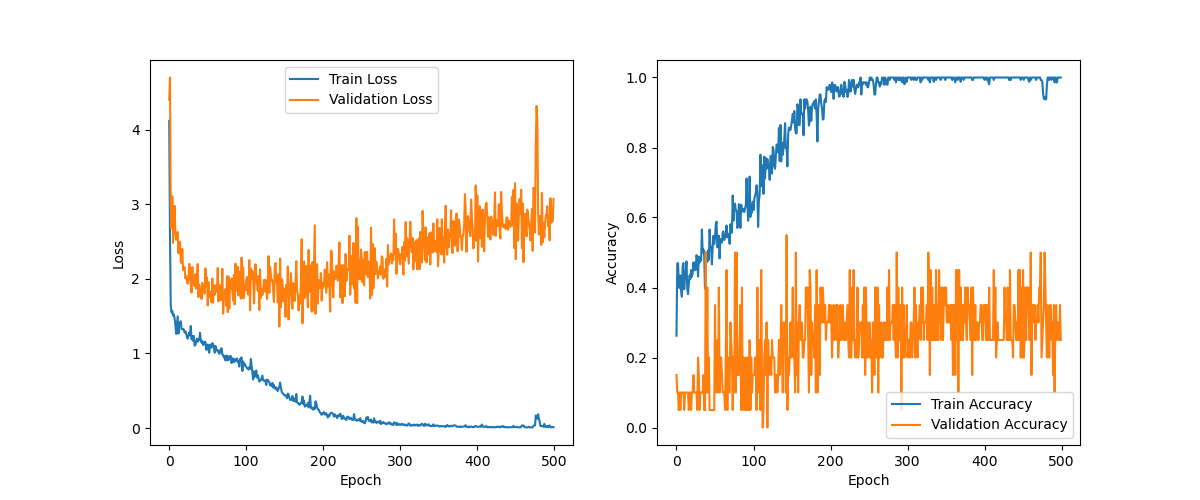 Train Loss
Validation Loss
Loss
4
3
2
1
0
0 100 200 300 400 500
Epoch
Accuracy
1.0
0.8
0.6
0.4
0.2
0.0
Train Accuracy
Validation Accuracy
0 100 200 300 400 500
Epoch